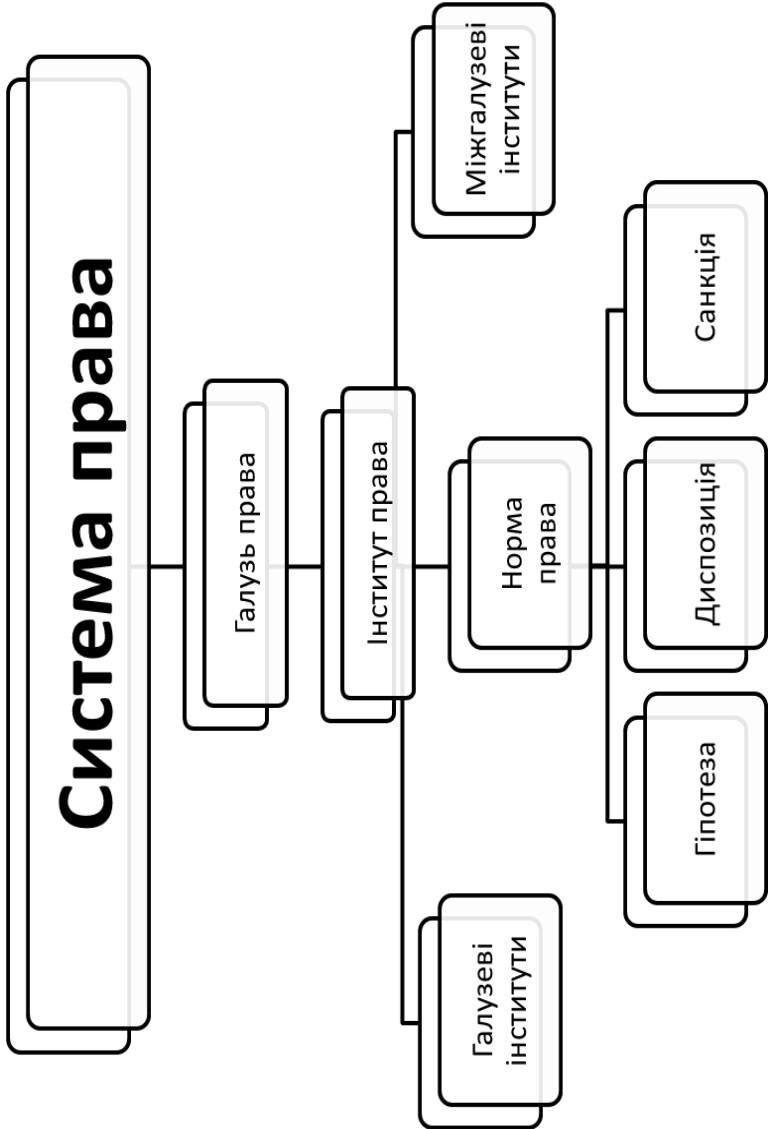 Система права
Галузь права
Інститут права
Галузеві
інститути
Норма
права
Міжгалузеві
інститути
Гіпотеза
Диспозиція
Санкція